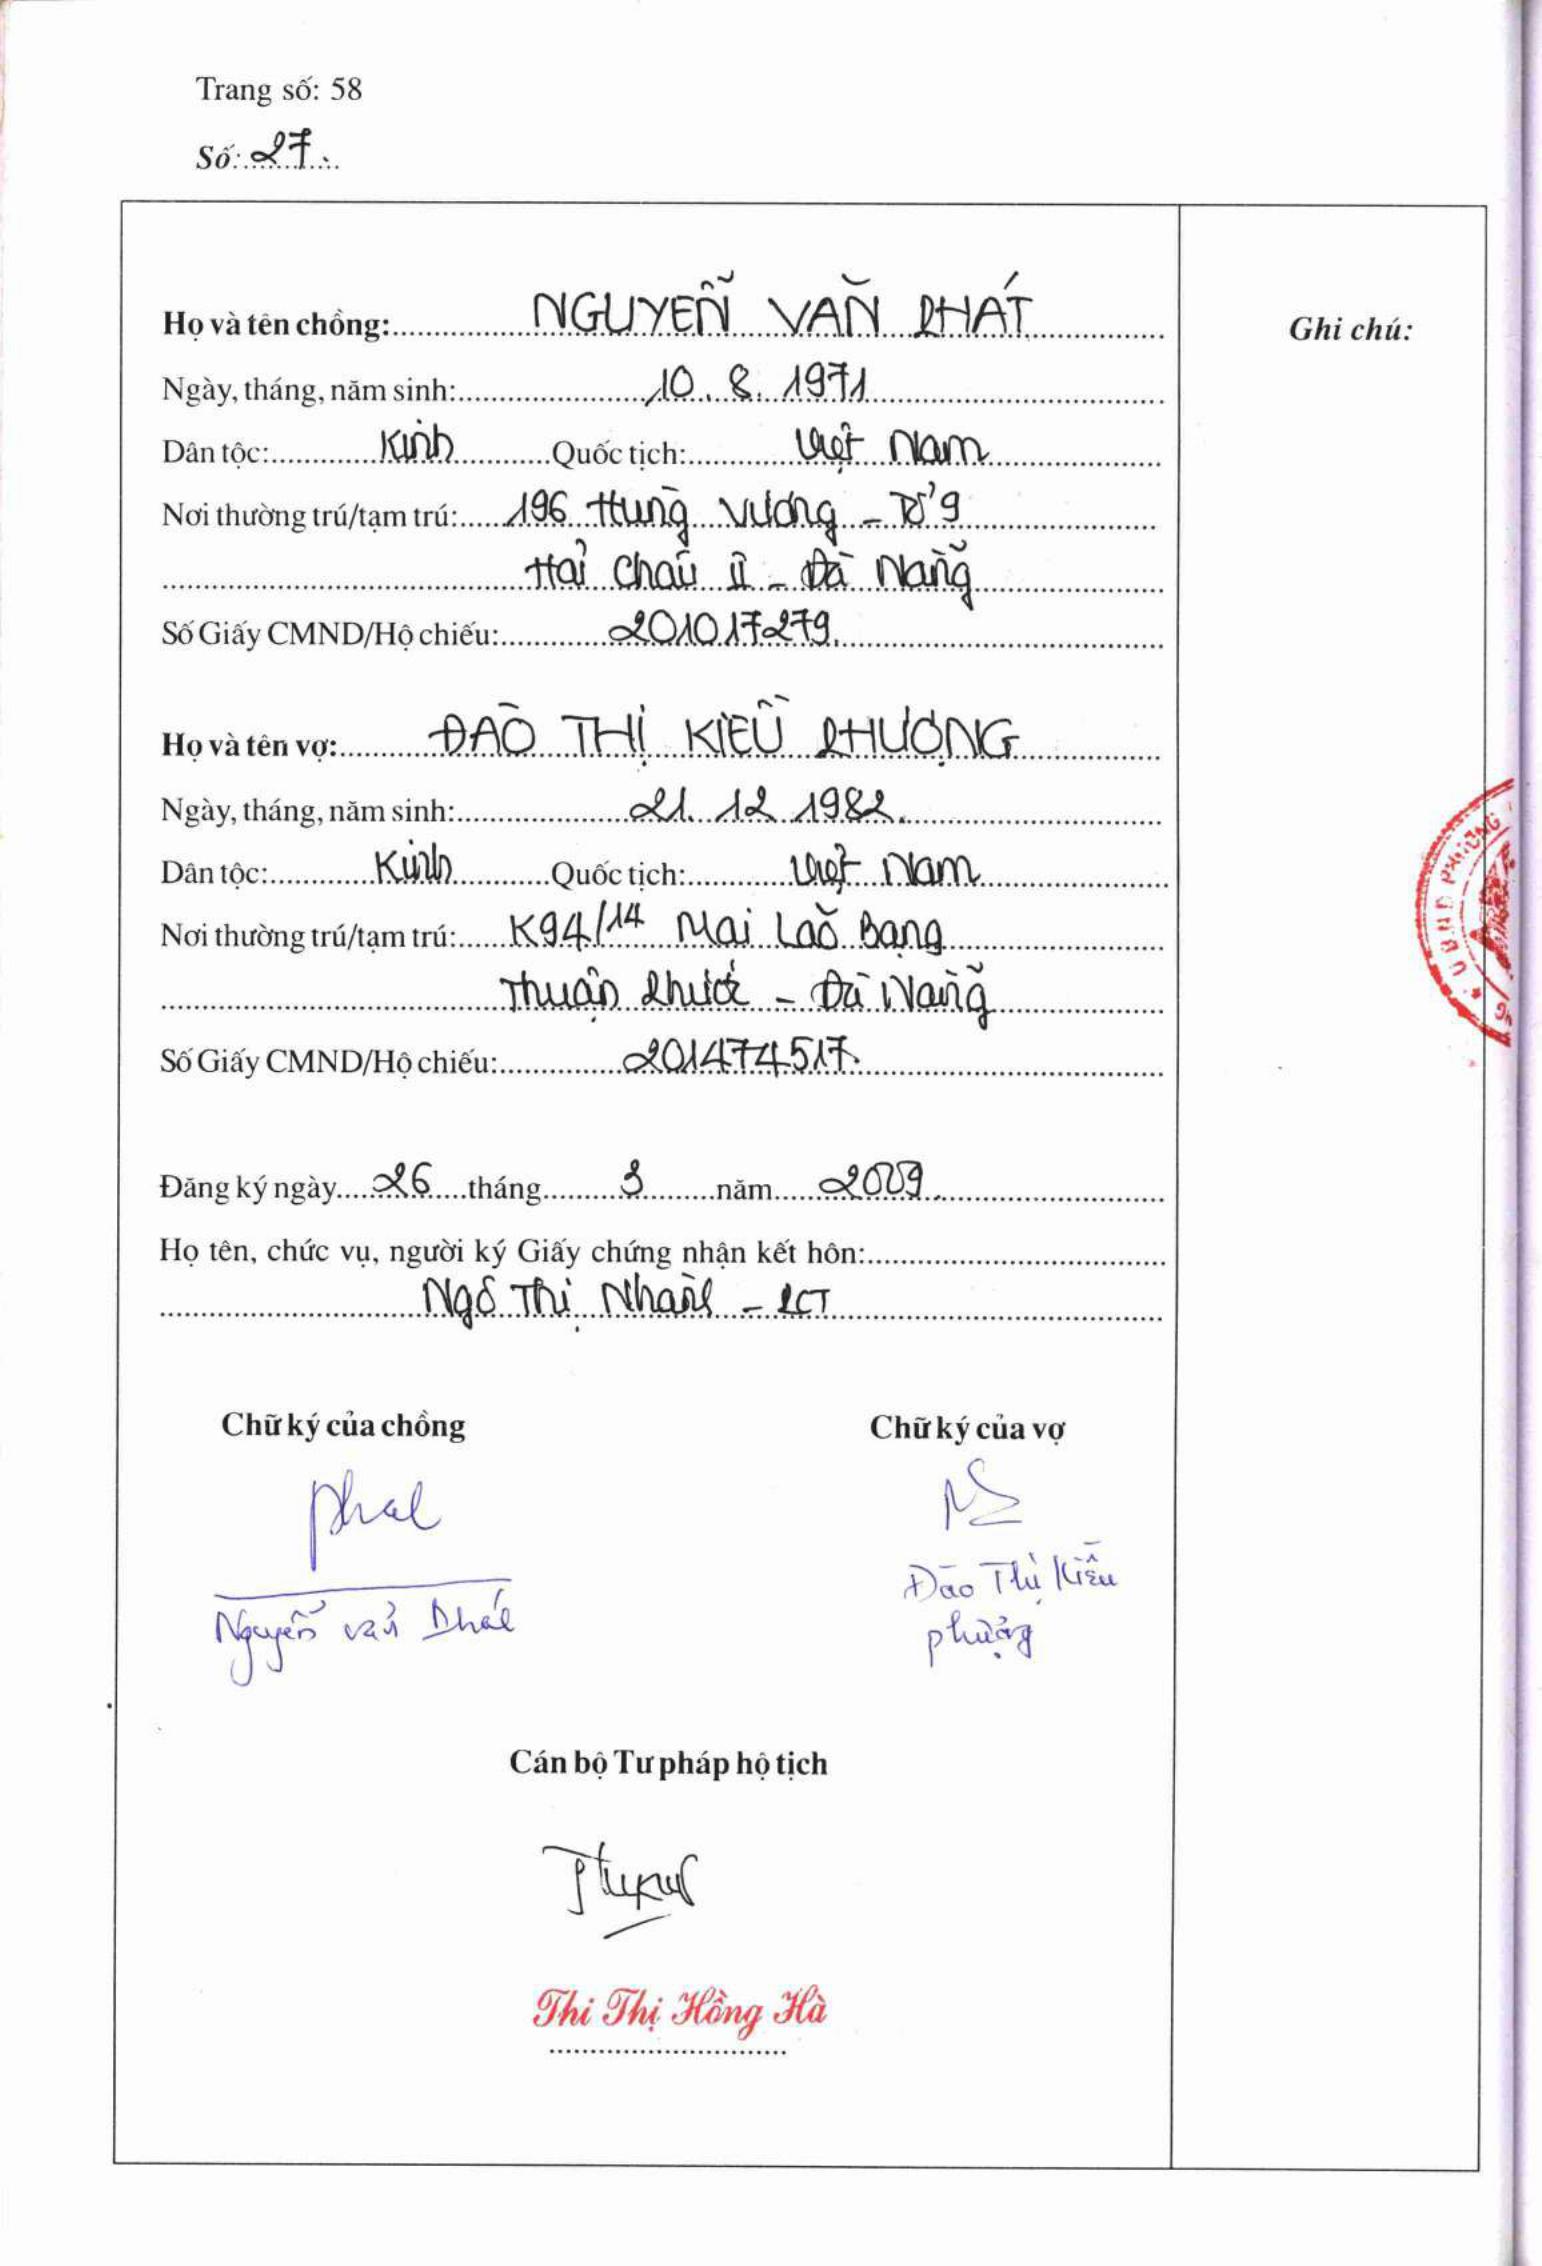 Trang số: 58
Số: 27.
Họ và tên chồng: NGUYỄN VĂN PHÁT
Ghi chú:
Ngày, tháng, năm sinh: 10. 8. 1971
Dân tộc: Kinh Quốc tịch: Việt Nam
Nơi thường trú/tạm trú: 196 Hùng Vương - Tổ 9
Hải Châu II - Đà Nẵng
Số Giấy CMND/Hộ chiếu: 201017279.
Họ và tên vợ: ĐÀO THỊ KIỀU PHƯỢNG
Ngày, tháng, năm sinh: 21. 12 1982.
Dân tộc: Kinh Quốc tịch: Việt Nam
Nơi thường trú/tạm trú: K94/14 Mai Lão Bạng
Thuận Phước - Đà Nẵng
Số Giấy CMND/Hộ chiếu: 201474517.
Đăng ký ngày 26 tháng 3 năm 2009.
Họ tên, chức vụ, người ký Giấy chứng nhận kết hôn:
Ngô Thị Nhạn - PCT
Chữ ký của chồng Chữ ký của vợ
Phat
Nguyễn Văn Phát
Đào Thị Kiều
Phượng
Cán bộ Tư pháp hộ tịch
Thi Thị Hồng Hà
U.B.N.D PHƯỜNG